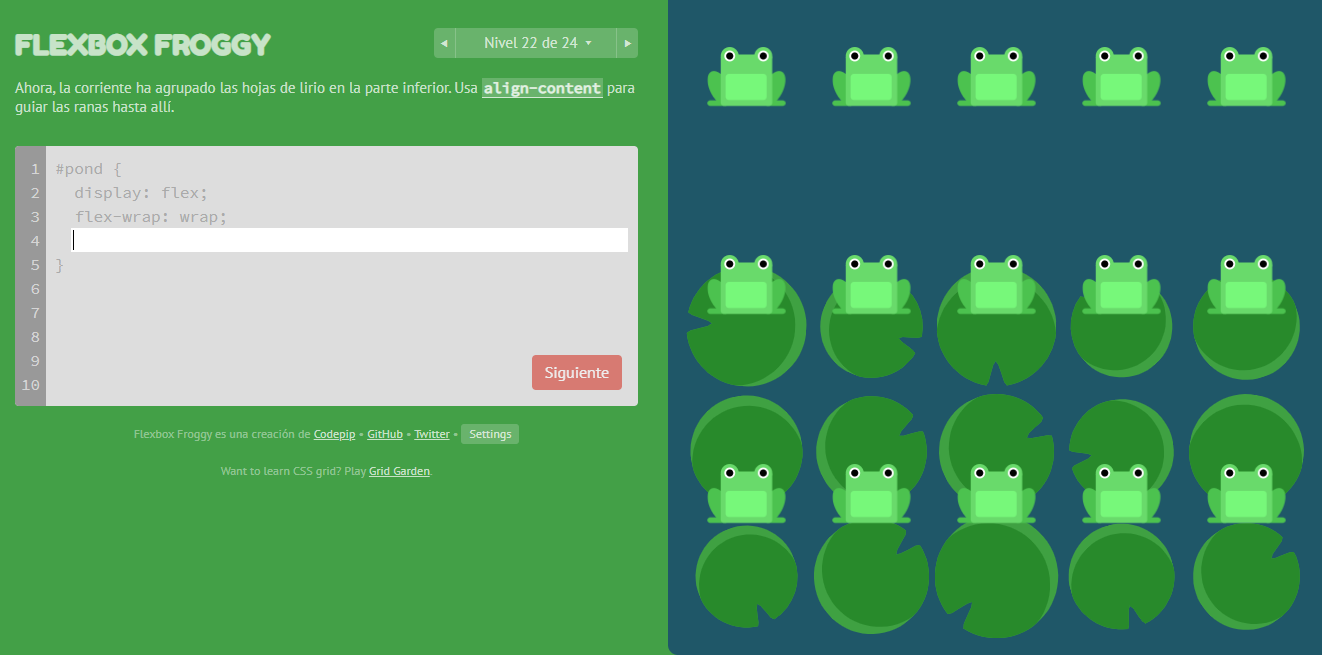 FLEXBOX FROGGY
◀ Nivel 22 de 24 ▾ ▶
Ahora, la corriente ha agrupado las hojas de lirio en la parte inferior. Usa align-content para
guiar las ranas hasta allí.
1 #pond {
2 display: flex;
3 flex-wrap: wrap;
4
5 }
6
7
8
9
10
Siguiente
Flexbox Froggy es una creación de Codepip • GitHub • Twitter • Settings
Want to learn CSS grid? Play Grid Garden.